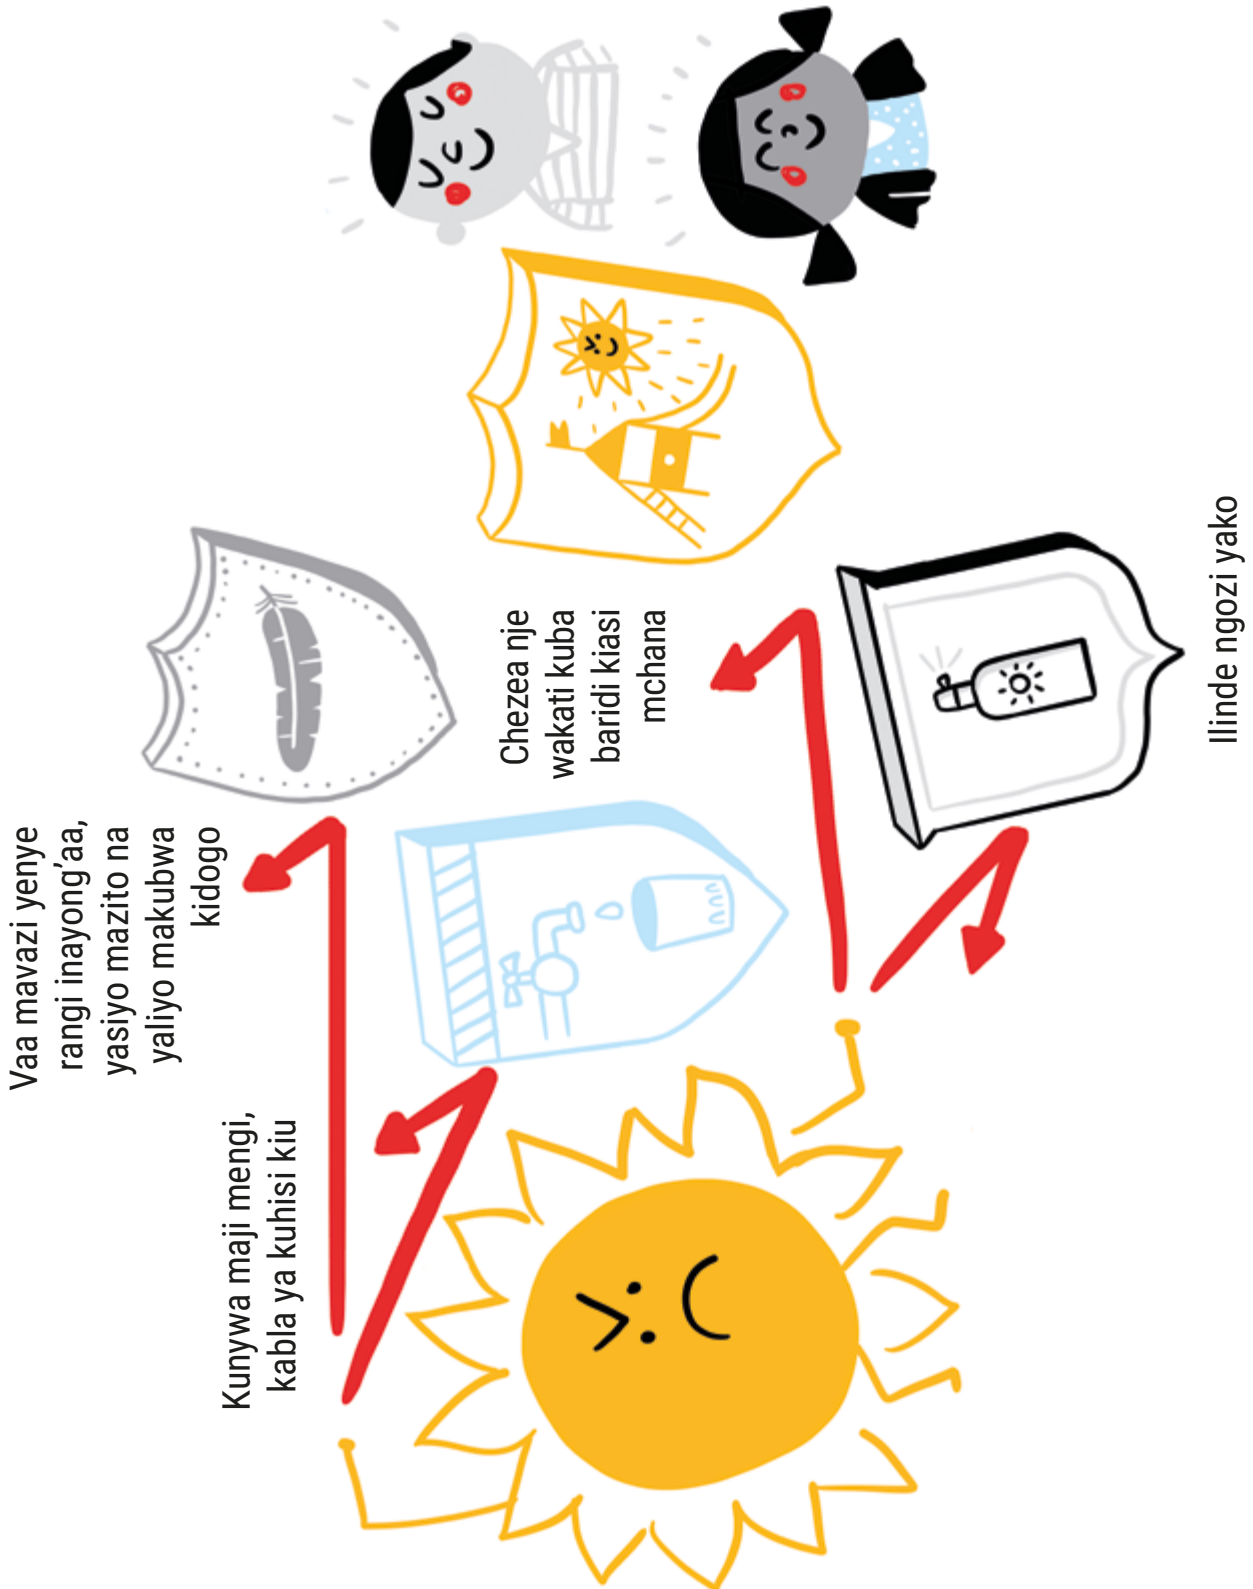 Kunywa maji mengi,
kabla ya kuhisi kiu
Vaa mavazi yenye
rangi inayong'aa,
yasiyo mazito na
yaliyo makubwa
kidogo
Chezea nje
wakati kuba
baridi kiasi
mchana
Ilinde ngozi yako